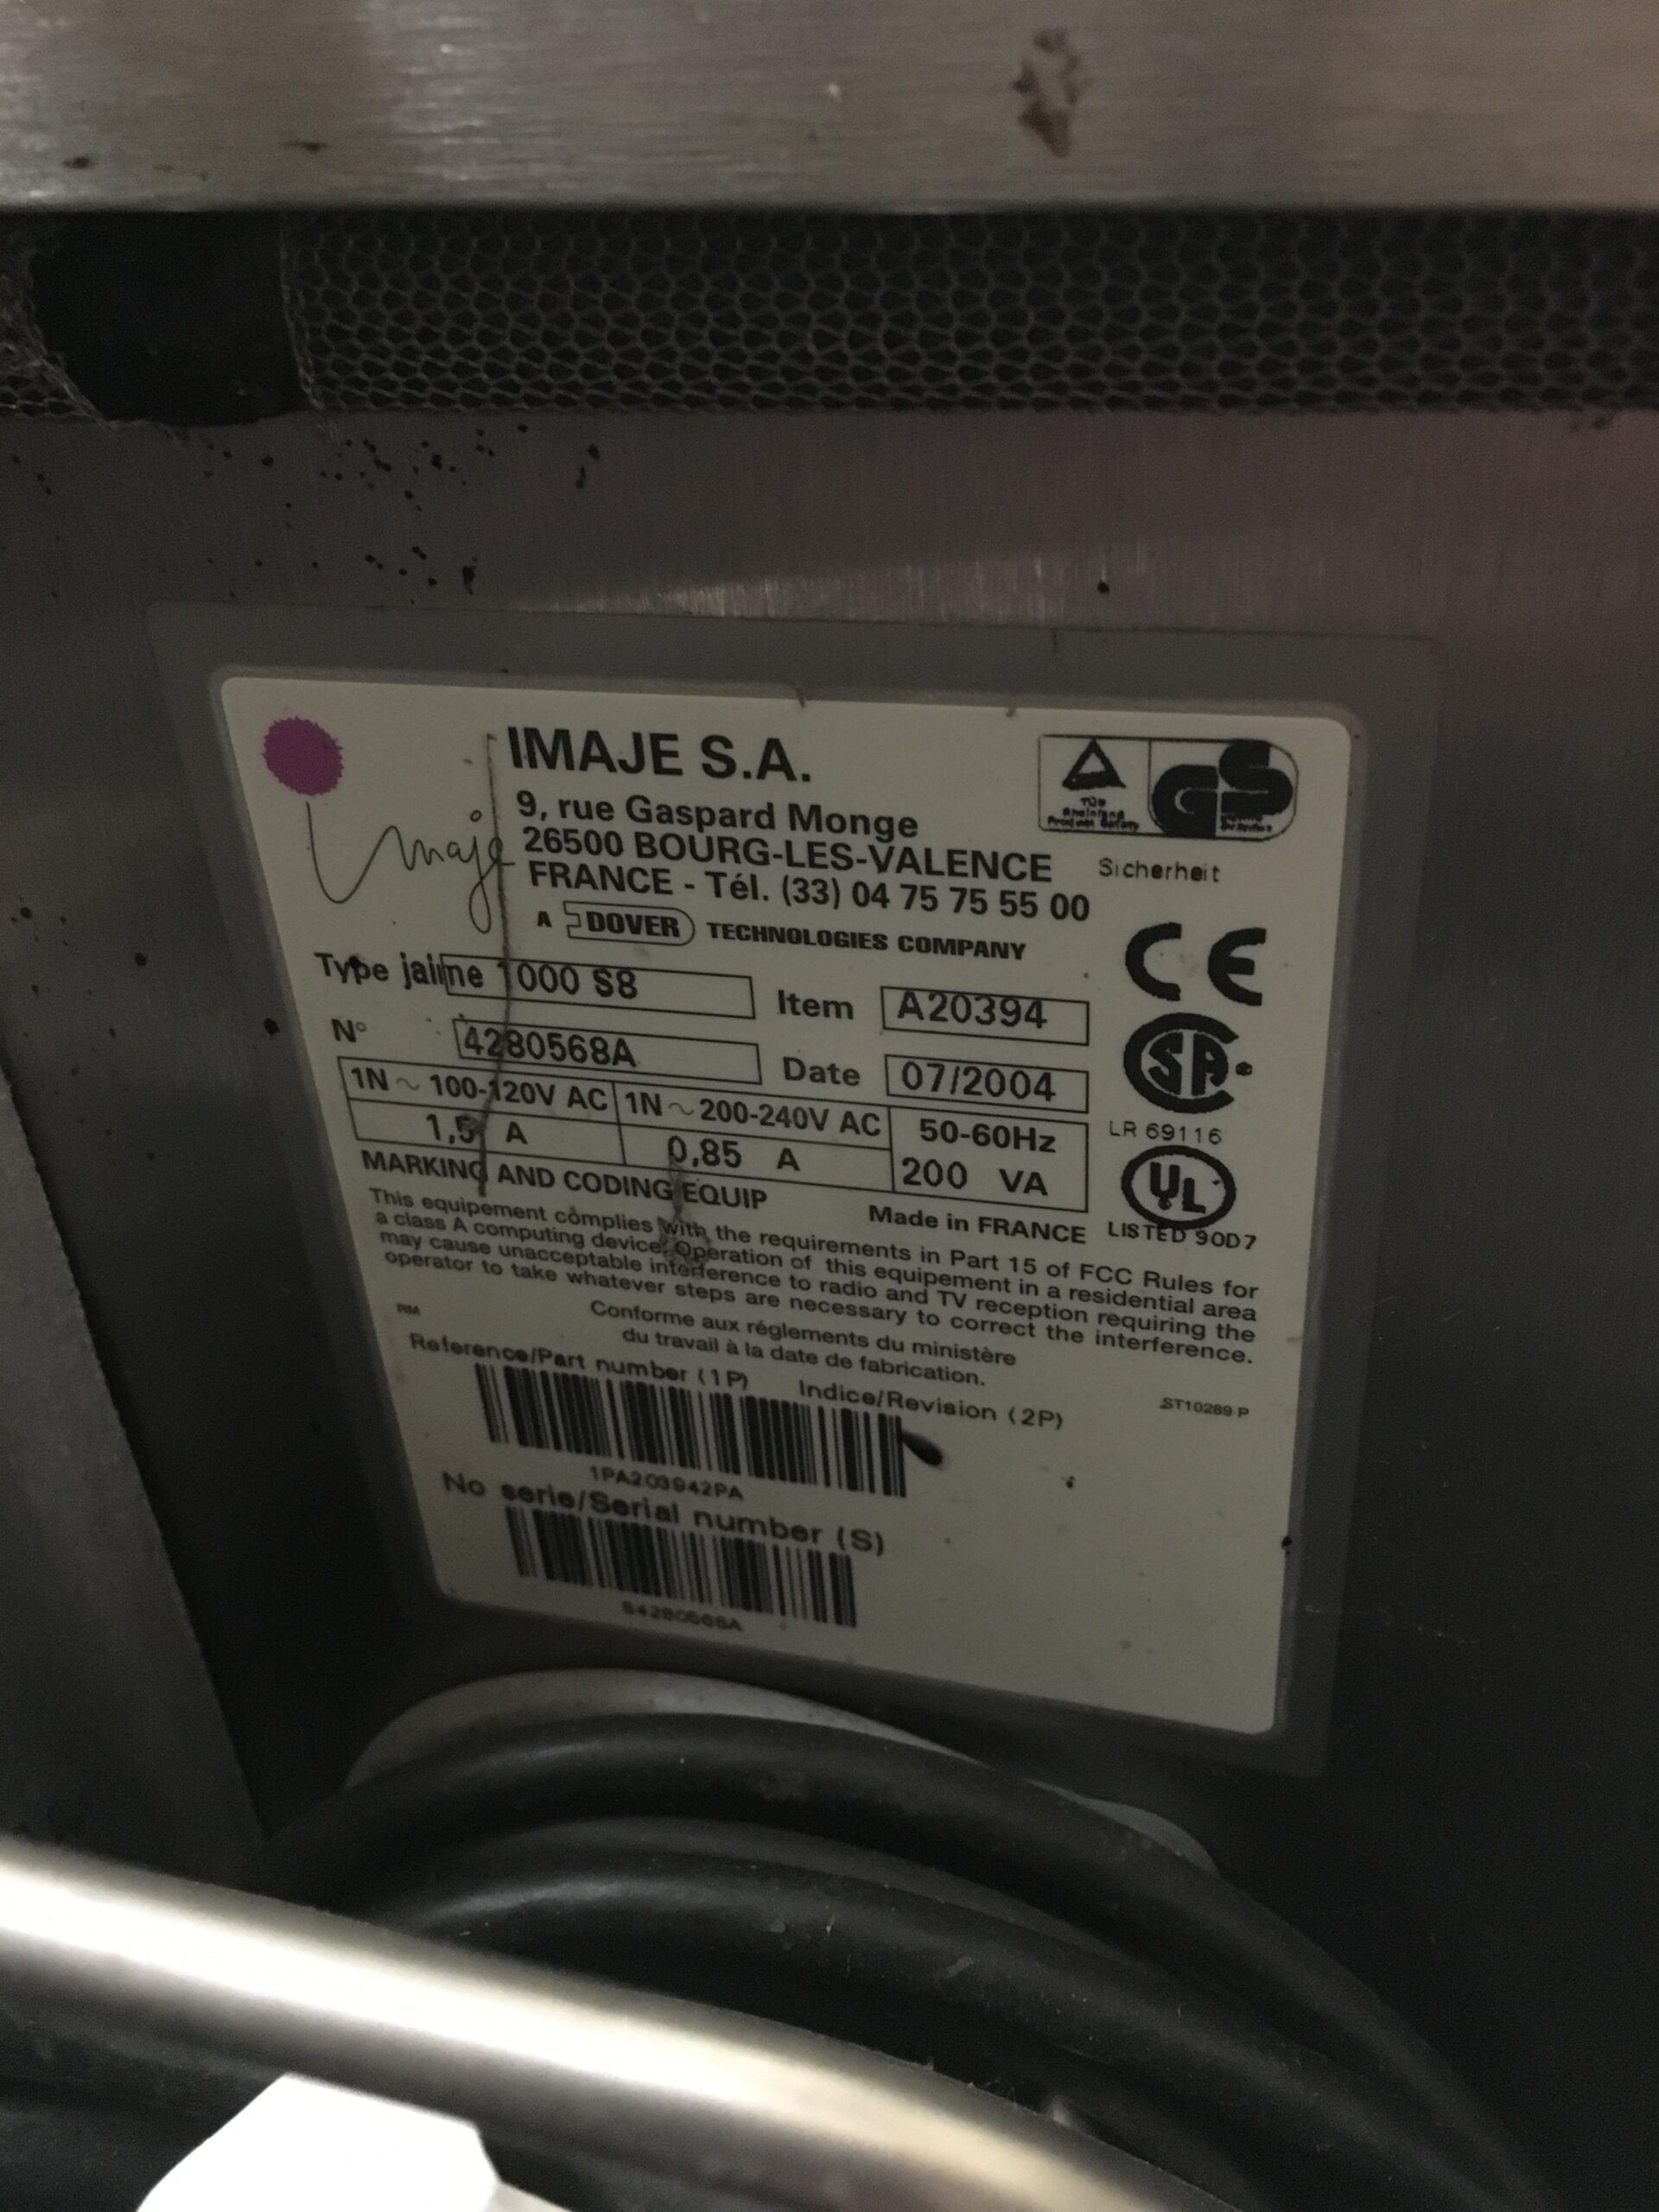 IMAJE S.A.
9, rue Gaspard Monge
26500 BOURG-LES-VALENCE
FRANCE - Tél. (33) 04 75 75 55 00
Imaje
A DOVER TECHNOLOGIES COMPANY
GS
Sicherheit
CE
Type jaime 1000 S8 Item A20394
N° 4280568A Date 07/2004
SA
LR 69116
1N ~ 100-120V AC 1N ~ 200-240V AC 50-60Hz
1,5 A 0,85 A 200 VA
UL
LISTED 90D7
MARKING AND CODING EQUIP Made in FRANCE
This equipement complies with the requirements in Part 15 of FCC Rules for
a class A computing device. Operation of this equipement in a residential area
may cause unacceptable interference to radio and TV reception requiring the
operator to take whatever steps are necessary to correct the interference.
RM
Conforme aux réglements du ministère
du travail à la date de fabrication.
Reference/Part number (1P) Indice/Revision (2P)
ST10289 P
1PA203942PA
No serie/Serial number (S)
S4280568A